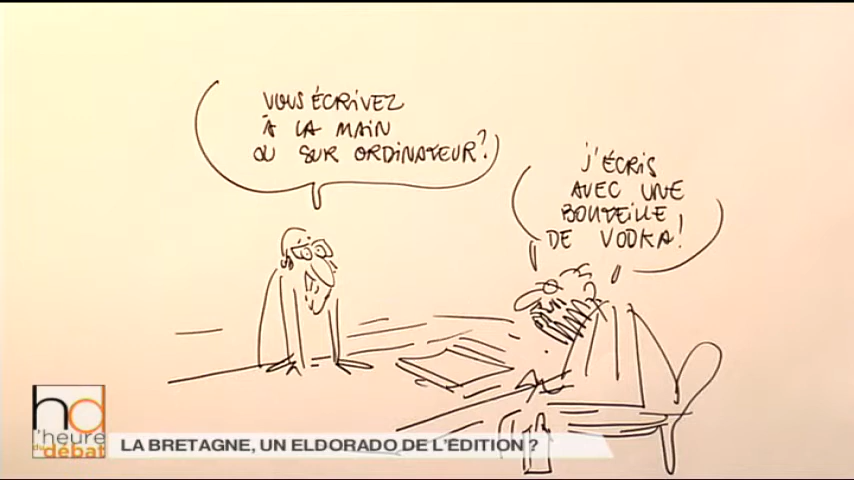 VOUS ÉCRIVEZ
À LA MAIN
OU SUR ORDINATEUR?
J'ÉCRIS
AVEC UNE
BOUTEILLE
DE VODKA!
hd
l'heure
du débat
LA BRETAGNE, UN ELDORADO DE L'ÉDITION ?